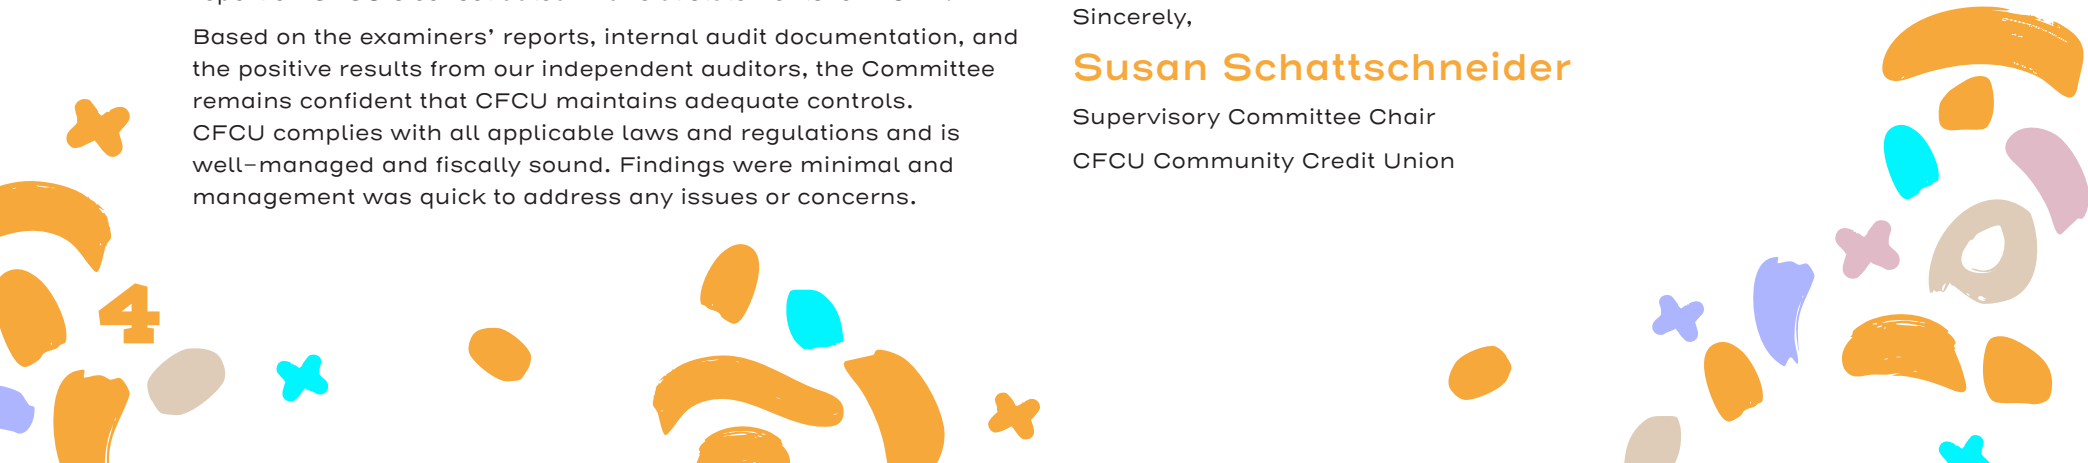 Based on the examiners’ reports, internal audit documentation, and
the positive results from our independent auditors, the Committee
remains confident that CFCU maintains adequate controls.
CFCU complies with all applicable laws and regulations and is
well-managed and fiscally sound. Findings were minimal and
management was quick to address any issues or concerns.
Sincerely,
Susan Schattschneider
Supervisory Committee Chair
CFCU Community Credit Union
4